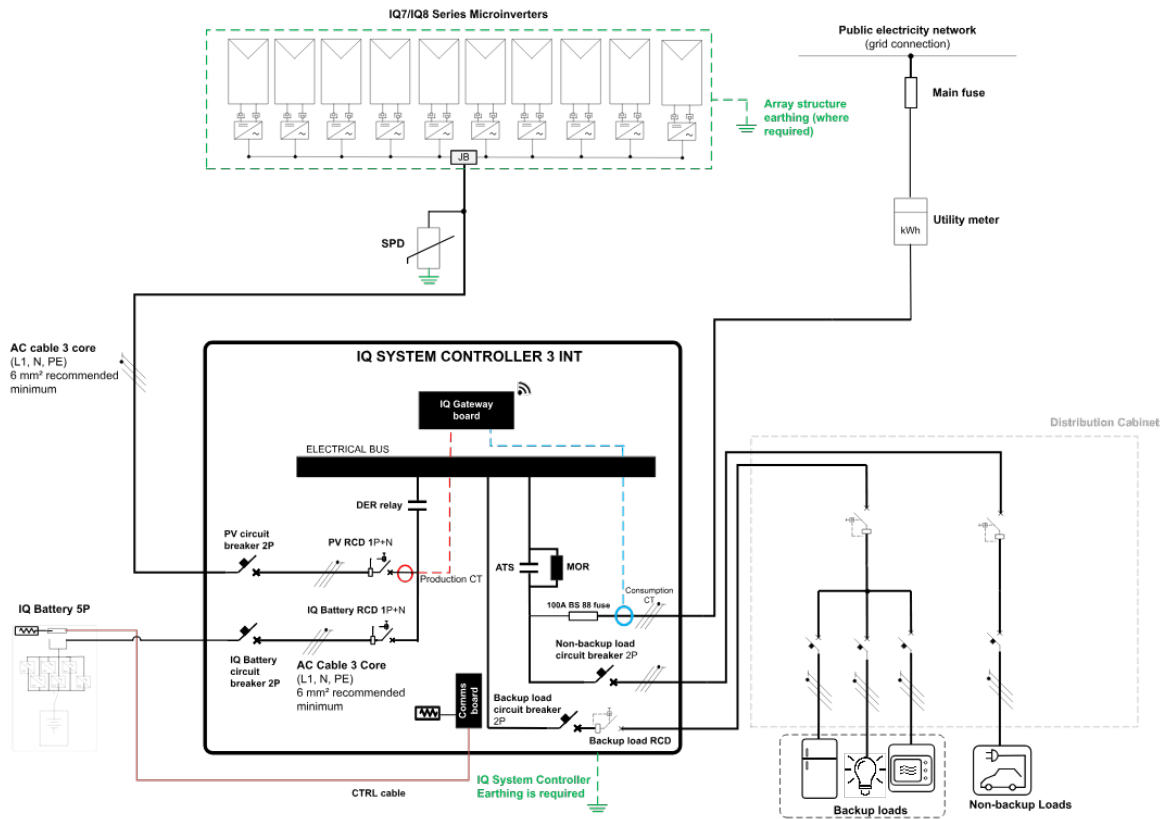 IQ7/IQ8 Series Microinverters
Public electricity network
(grid connection)
Main fuse
Array structure
earthing (where
required)
JB
Utility meter
kWh
SPD
AC cable 3 core
(L1, N, PE)
6 mm² recommended
minimum
IQ SYSTEM CONTROLLER 3 INT
IQ Gateway
board
Distribution Cabinet
ELECTRICAL BUS
DER relay
PV circuit
breaker 2P
PV RCD 1P+N
Production CT
ATS
MOR
Consumption
CT
100A BS 88 fuse
IQ Battery 5P
IQ Battery RCD 1P+N
IQ Battery
circuit
breaker 2P
AC Cable 3 Core
(L1, N, PE)
6 mm² recommended
minimum
Non-backup load
circuit breaker 2P
Comms
board
Backup load
circuit breaker
2P
Backup load RCD
CTRL cable
IQ System Controller
Earthing is required
Backup loads
Non-backup Loads